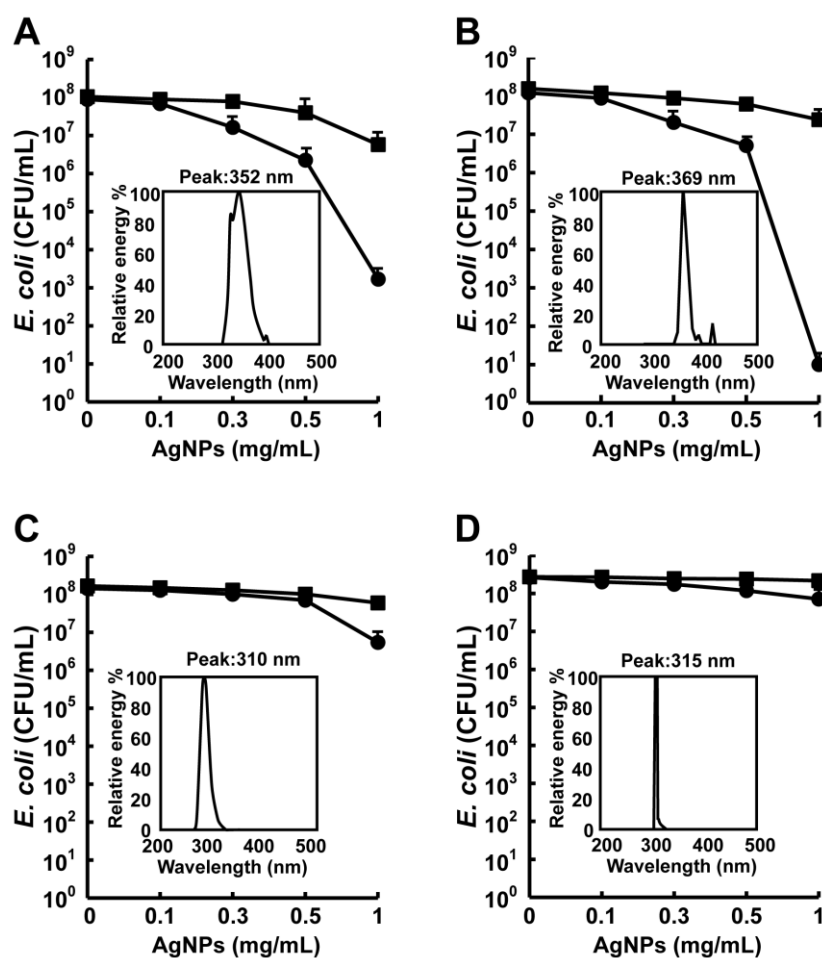 A
10⁹
10⁸
10⁷
10⁶
10⁵
10⁴
10³
10²
10¹
10⁰
E. coli (CFU/mL)
0 0.1 0.3 0.5 1
AgNPs (mg/mL)
Peak:352 nm
Relative energy %
100
80
60
40
20
0
200 300 400 500
Wavelength (nm)
B
10⁹
10⁸
10⁷
10⁶
10⁵
10⁴
10³
10²
10¹
10⁰
E. coli (CFU/mL)
0 0.1 0.3 0.5 1
AgNPs (mg/mL)
Peak:369 nm
Relative energy %
100
80
60
40
20
0
200 300 400 500
Wavelength (nm)
C
10⁹
10⁸
10⁷
10⁶
10⁵
10⁴
10³
10²
10¹
10⁰
E. coli (CFU/mL)
0 0.1 0.3 0.5 1
AgNPs (mg/mL)
Peak:310 nm
Relative energy %
100
80
60
40
20
0
200 300 400 500
Wavelength (nm)
D
10⁹
10⁸
10⁷
10⁶
10⁵
10⁴
10³
10²
10¹
10⁰
E. coli (CFU/mL)
0 0.1 0.3 0.5 1
AgNPs (mg/mL)
Peak:315 nm
Relative energy %
100
80
60
40
20
0
200 300 400 500
Wavelength (nm)